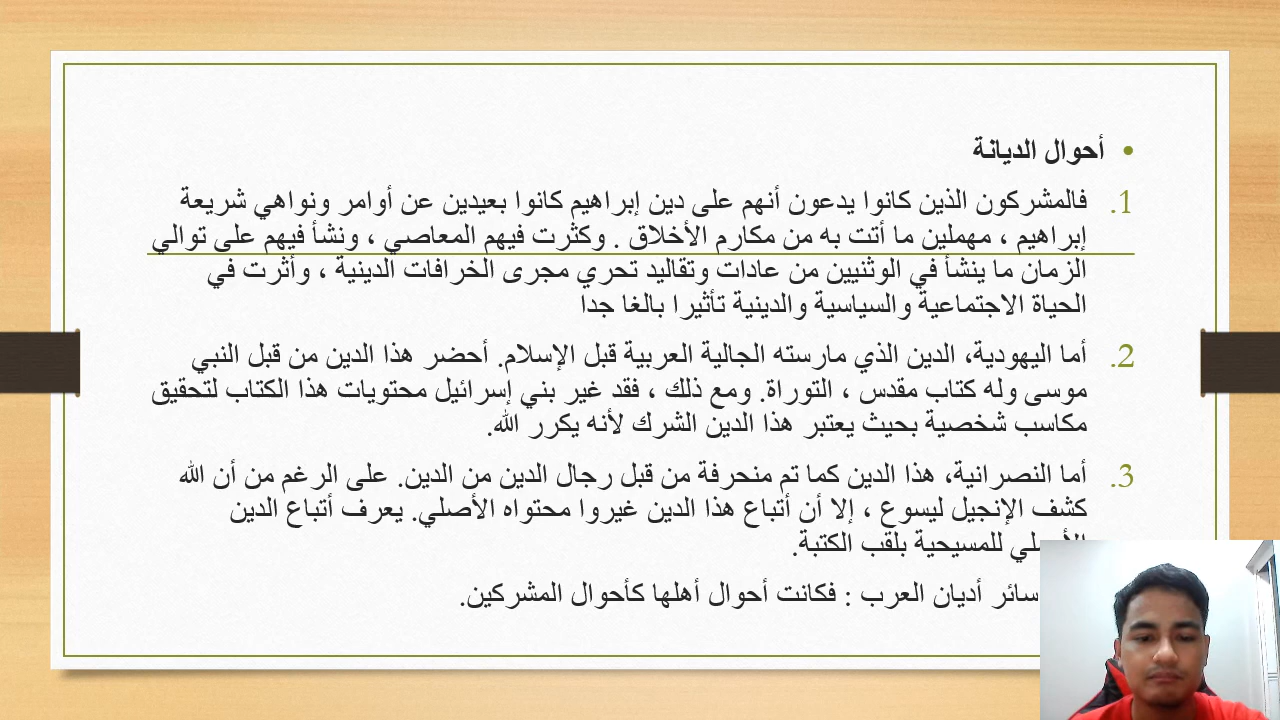 • أحوال الديانة
1. فالمشركون الذين كانوا يدعون أنهم على دين إبراهيم كانوا بعيدين عن أوامر ونواهي شريعة
إبراهيم ، مهملين ما أتت به من مكارم الأخلاق . وكثرت فيهم المعاصي ، ونشأ فيهم على توالي
الزمان ما ينشأ في الوثنيين من عادات وتقاليد تحري مجرى الخرافات الدينية ، وأثرت في
الحياة الاجتماعية والسياسية والدينية تأثيرا بالغا جدا
2. أما اليهودية، الدين الذي مارسته الجالية العربية قبل الإسلام. أحضر هذا الدين من قبل النبي
موسى وله كتاب مقدس ، التوراة. ومع ذلك ، فقد غير بني إسرائيل محتويات هذا الكتاب لتحقيق
مكاسب شخصية بحيث يعتبر هذا الدين الشرك لأنه يكرر الله.
3. أما النصرانية، هذا الدين كما تم منحرفة من قبل رجال الدين من الدين. على الرغم من أن الله
كشف الإنجيل ليسوع ، إلا أن أتباع هذا الدين غيروا محتواه الأصلي. يعرف أتباع الدين
للمسيحية بلقب الكتبة.
سائر أديان العرب : فكانت أحوال أهلها كأحوال المشركين.